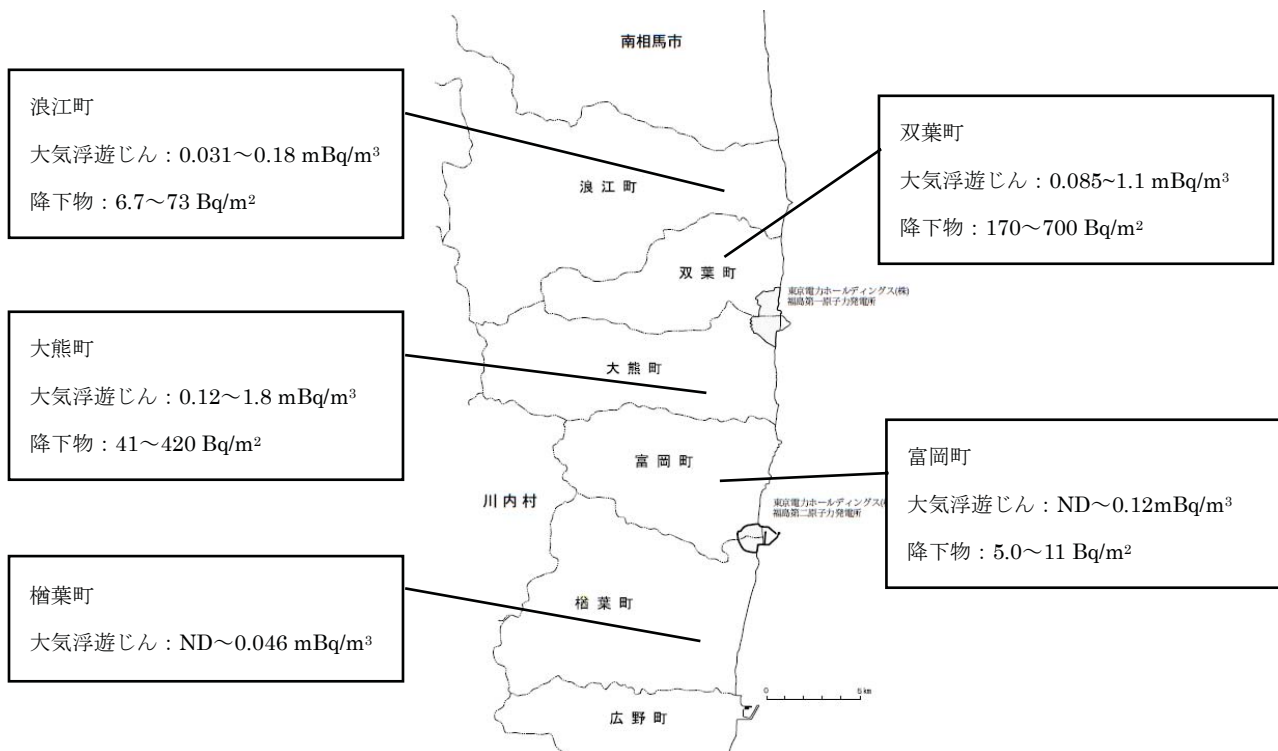 南相馬市
浪江町
大気浮遊じん：0.031～0.18 mBq/m³
降下物：6.7～73 Bq/m²
双葉町
大気浮遊じん：0.085~1.1 mBq/m³
降下物：170～700 Bq/m²
浪江町
双葉町
東京電力ホールディングス(株)
福島第一原子力発電所
大熊町
大気浮遊じん：0.12～1.8 mBq/m³
降下物：41～420 Bq/m²
大熊町
富岡町
大気浮遊じん：ND～0.12mBq/m³
降下物：5.0～11 Bq/m²
富岡町
川内村
東京電力ホールディングス(
福島第二原子力発電所
楢葉町
大気浮遊じん：ND～0.046 mBq/m³
楢葉町
0 5 km
広野町